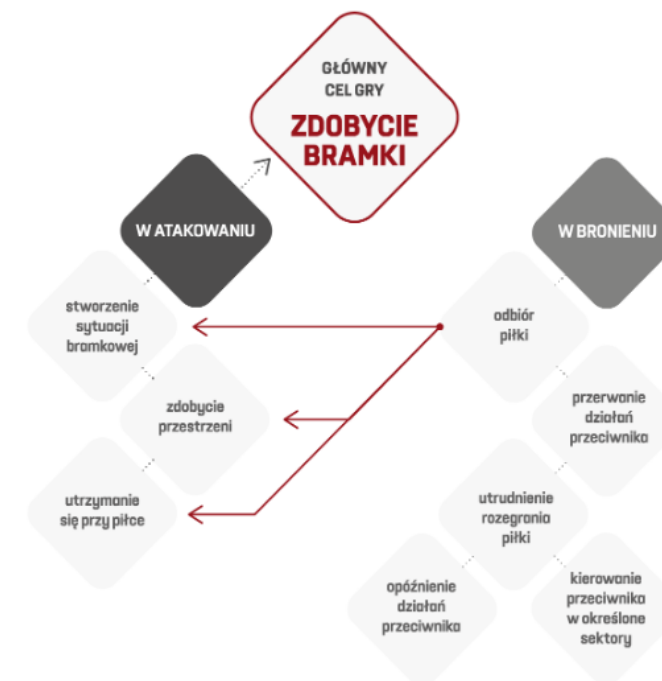 GŁÓWNY
CEL GRY
ZDOBYCIE
BRAMKI
W ATAKOWANIU
W BRONIENIU
stworzenie
sytuacji
bramkowej
odbiór
piłki
zdobycie
przestrzeni
przerwanie
działań
przeciwnika
utrzymanie
się przy piłce
utrudnienie
rozegrania
piłki
opóźnienie
działań
przeciwnika
kierowanie
przeciwnika
w określone
sektory